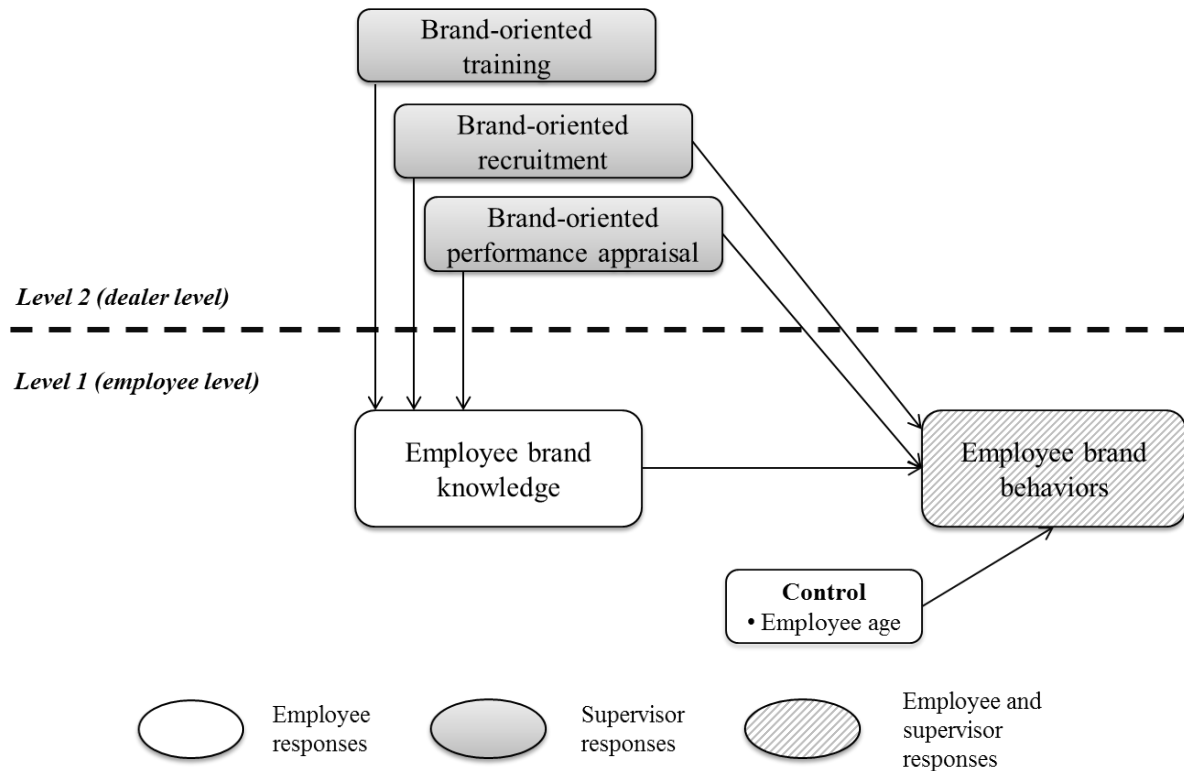 Brand-oriented
training
Brand-oriented
recruitment
Brand-oriented
performance appraisal
Level 2 (dealer level)
Level 1 (employee level)
Employee brand
knowledge
Employee brand
behaviors
Control
• Employee age
Employee
responses
Supervisor
responses
Employee and
supervisor
responses